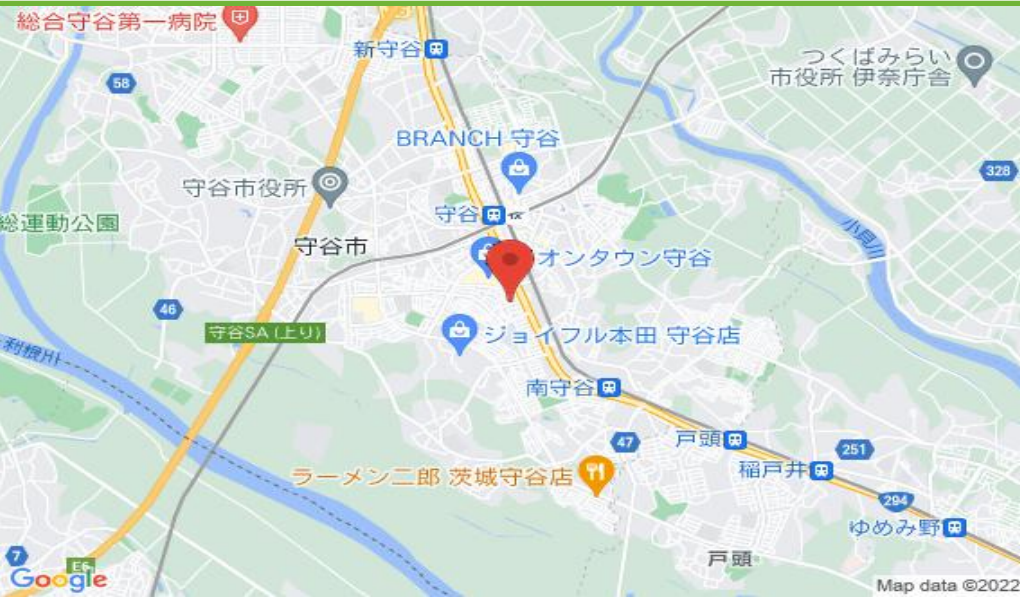 総合守谷第一病院
新守谷
つくばみらい
市役所 伊奈庁舎
58
BRANCH 守谷
328
守谷市役所
守谷
総運動公園
小貝川
守谷市
オンタウン守谷
46
守谷SA (上り)
ジョイフル本田 守谷店
利根川
南守谷
47
戸頭
251
稲戸井
ラーメン二郎 茨城守谷店
294
ゆめみ野
7
E6
戸頭
Google
Map data ©2022